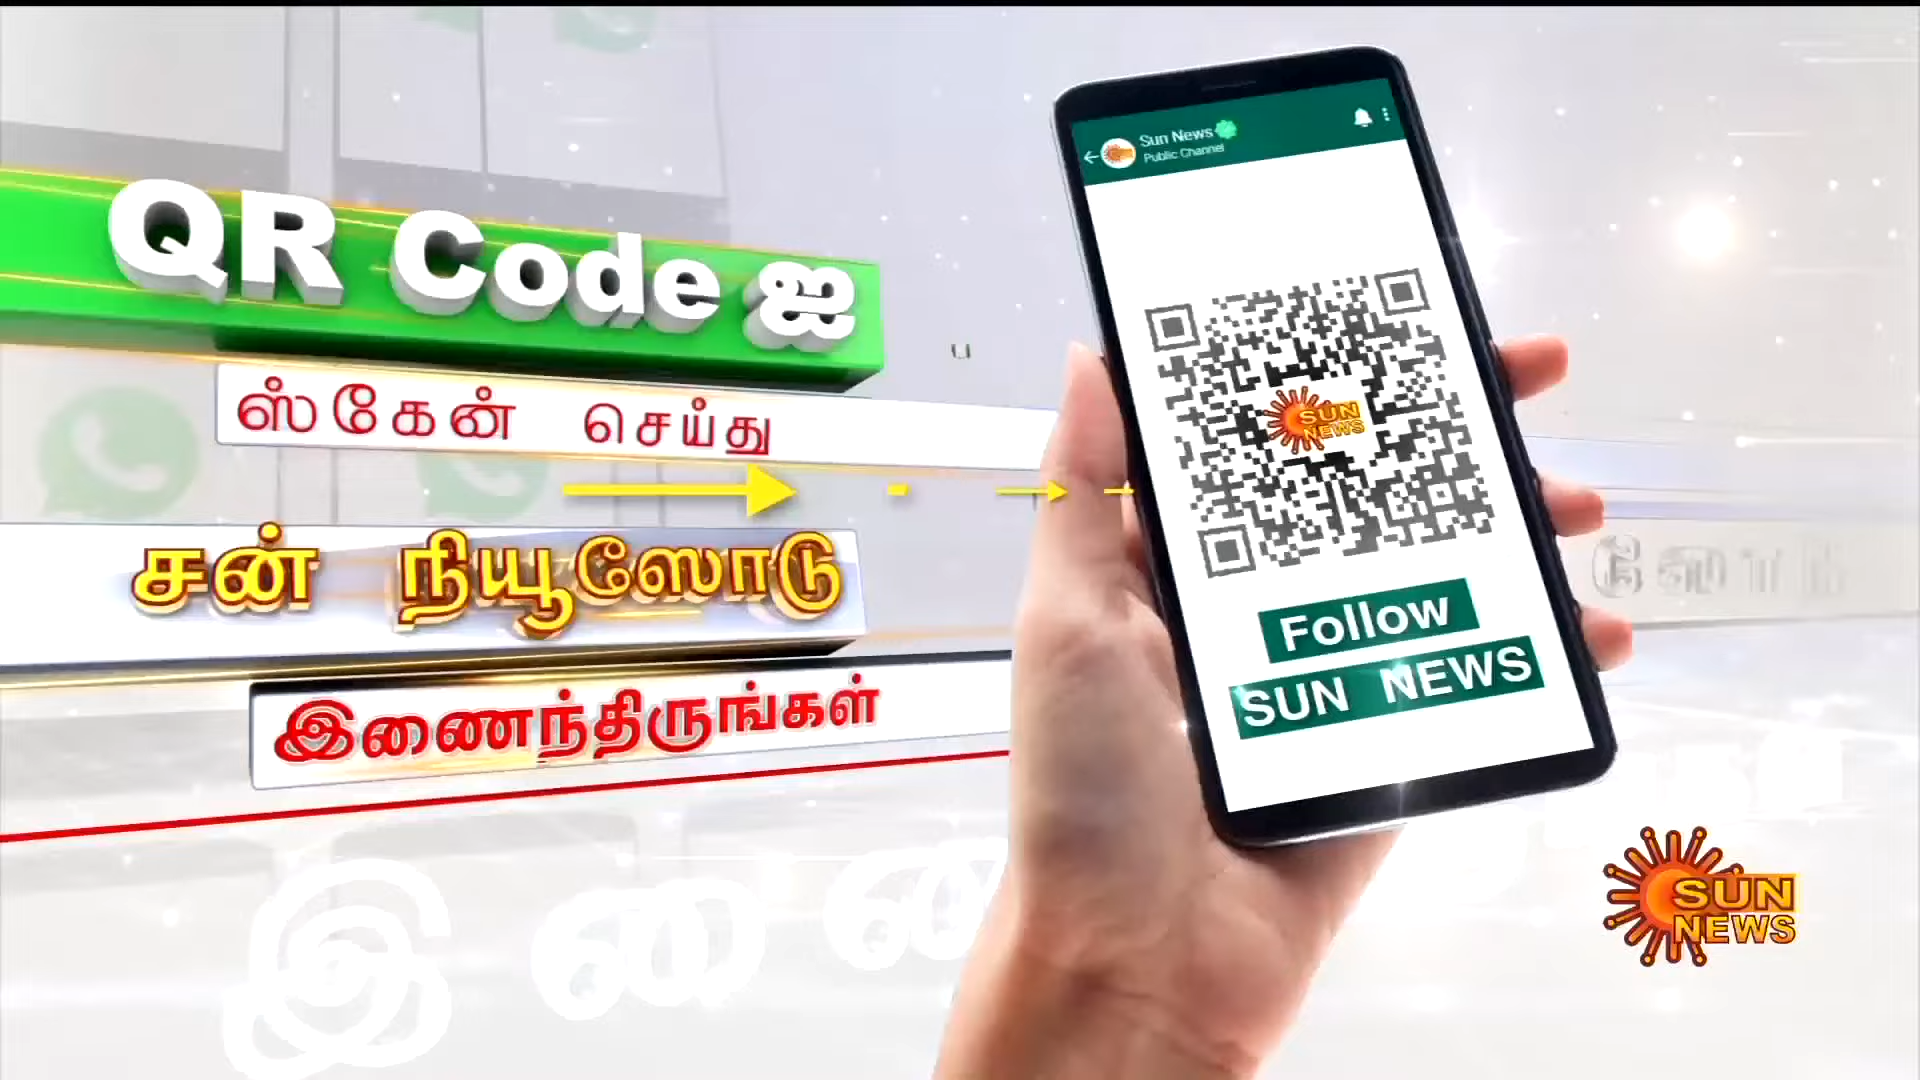 QR Code ஐ
ஸ்கேன் செய்து
சன் நியூஸோடு
இணைந்திருங்கள்
Sun News
Public Channel
SUN NEWS
Follow
SUN NEWS
SUN NEWS